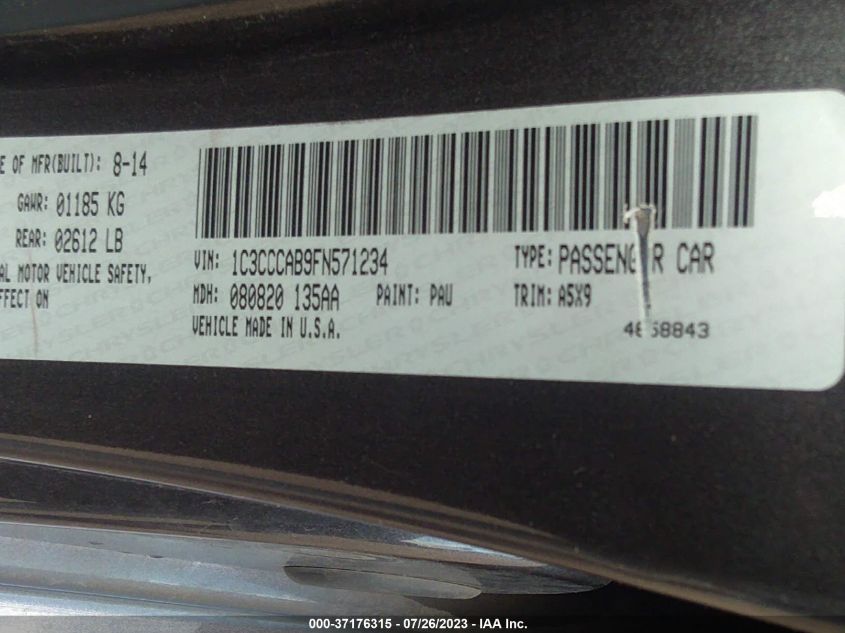 E OF MFR(BUILT): 8-14
GAWR: 01185 KG
REAR: 02612 LB
AL MOTOR VEHICLE SAFETY,
FFECT ON
VIN: 1C3CCCAB9FN571234
TYPE: PASSENG R CAR
MDH: 080820 135AA PAINT: PAU TRIM: A5X9
VEHICLE MADE IN U.S.A.
000-37176315 - 07/26/2023 - IAA Inc.